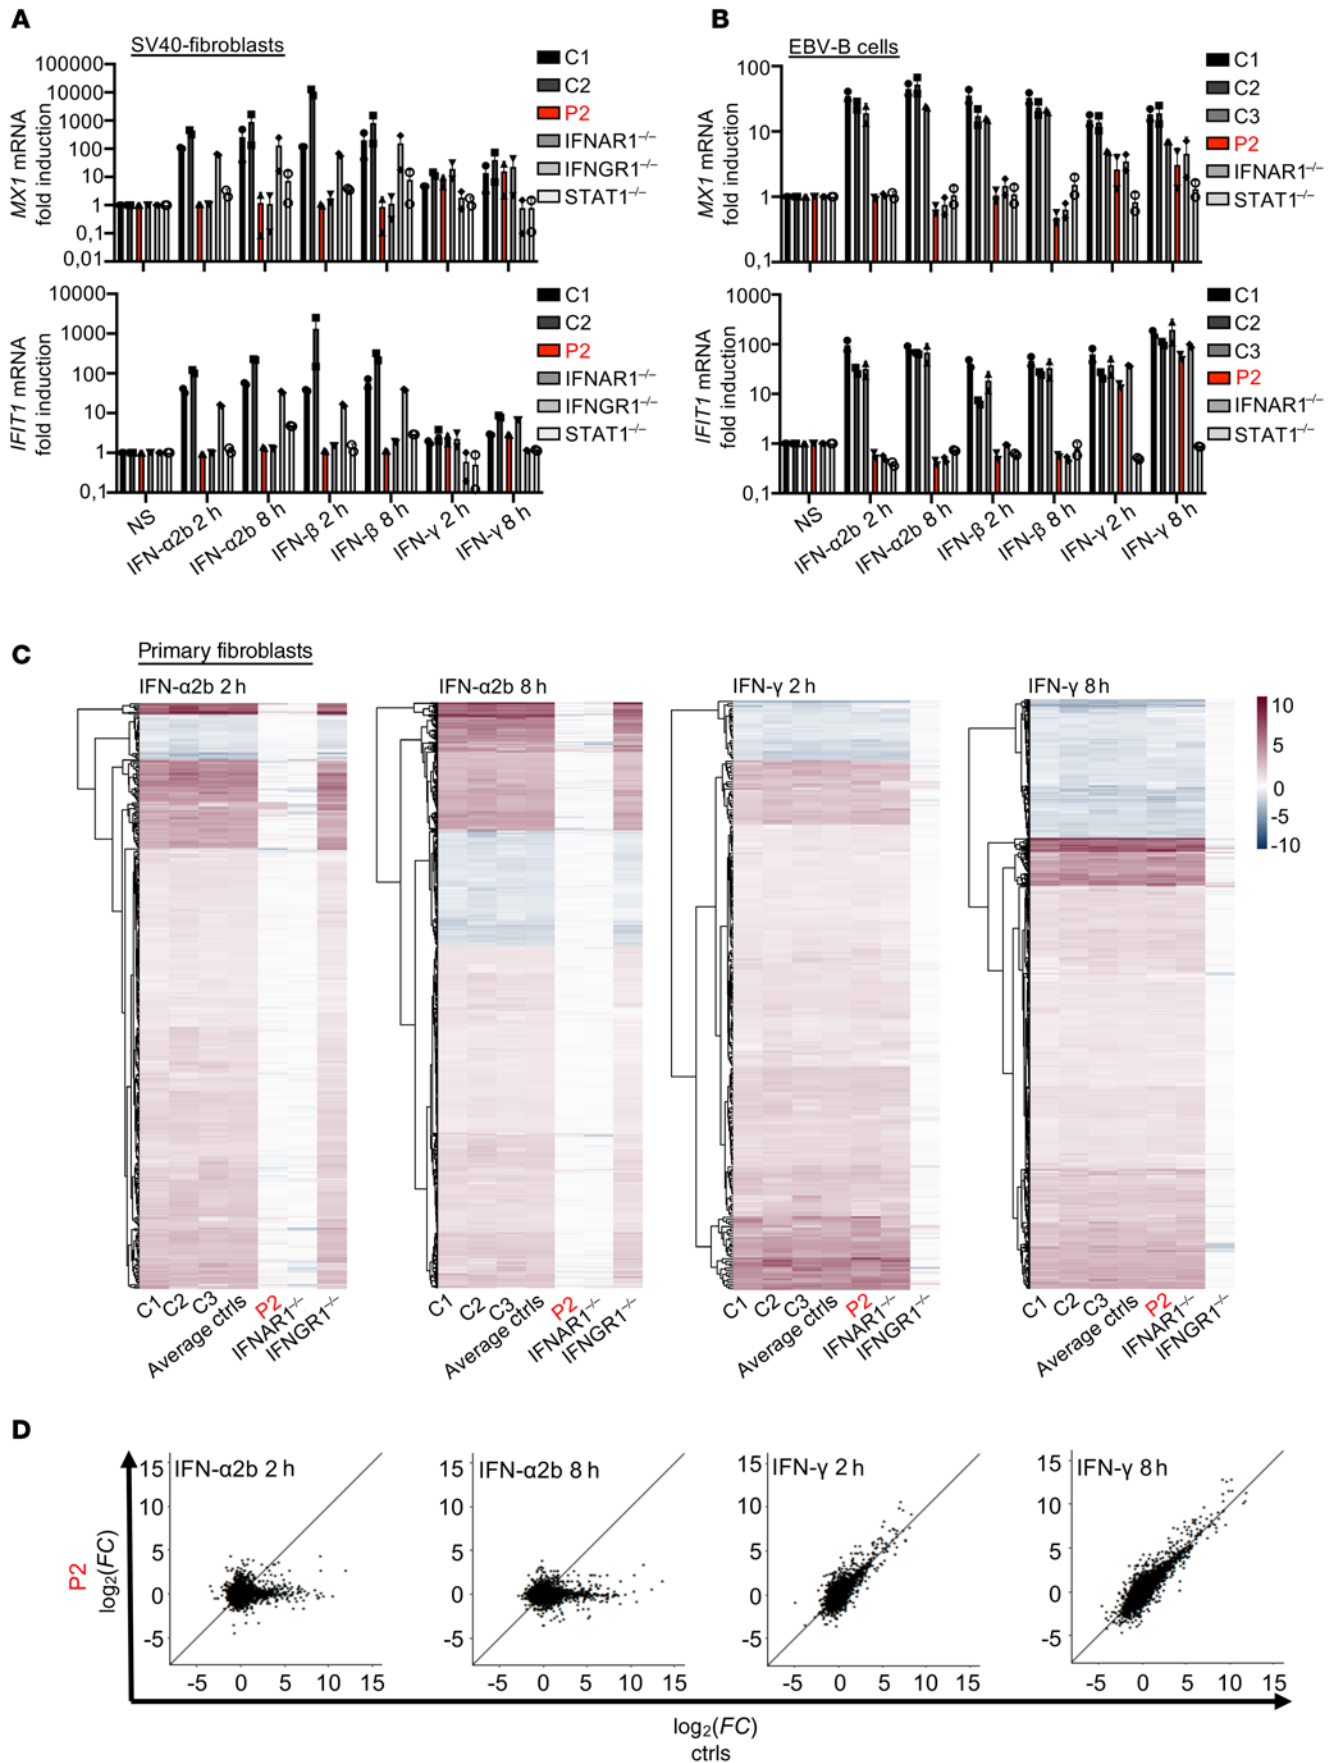 A
SV40-fibroblasts
MX1 mRNA
fold induction
100000
10000
1000
100
10
1
0,1
0,01
C1
C2
P2
IFNAR1–/–
IFNGR1–/–
STAT1–/–
IFIT1 mRNA
fold induction
10000
1000
100
10
1
0,1
C1
C2
P2
IFNAR1–/–
IFNGR1–/–
STAT1–/–
NS
IFN-α2b 2 h
IFN-α2b 8 h
IFN-β 2 h
IFN-β 8 h
IFN-γ 2 h
IFN-γ 8 h
B
EBV-B cells
MX1 mRNA
fold induction
100
10
1
0,1
C1
C2
C3
P2
IFNAR1–/–
STAT1–/–
IFIT1 mRNA
fold induction
1000
100
10
1
0,1
C1
C2
C3
P2
IFNAR1–/–
STAT1–/–
NS
IFN-α2b 2 h
IFN-α2b 8 h
IFN-β 2 h
IFN-β 8 h
IFN-γ 2 h
IFN-γ 8 h
C
Primary fibroblasts
IFN-α2b 2 h
IFN-α2b 8 h
IFN-γ 2 h
IFN-γ 8 h
10
5
0
-5
-10
C1
C2
C3
Average ctrls
P2
IFNAR1–/–
IFNGR1–/–
C1
C2
C3
Average ctrls
P2
IFNAR1–/–
IFNGR1–/–
C1
C2
C3
Average ctrls
P2
IFNAR1–/–
IFNGR1–/–
C1
C2
C3
Average ctrls
P2
IFNAR1–/–
IFNGR1–/–
D
P2
log2(FC)
IFN-α2b 2 h
15
10
5
0
-5
-5 0 5 10 15
IFN-α2b 8 h
15
10
5
0
-5
-5 0 5 10 15
IFN-γ 2 h
15
10
5
0
-5
-5 0 5 10 15
IFN-γ 8 h
15
10
5
0
-5
-5 0 5 10 15
log2(FC)
ctrls